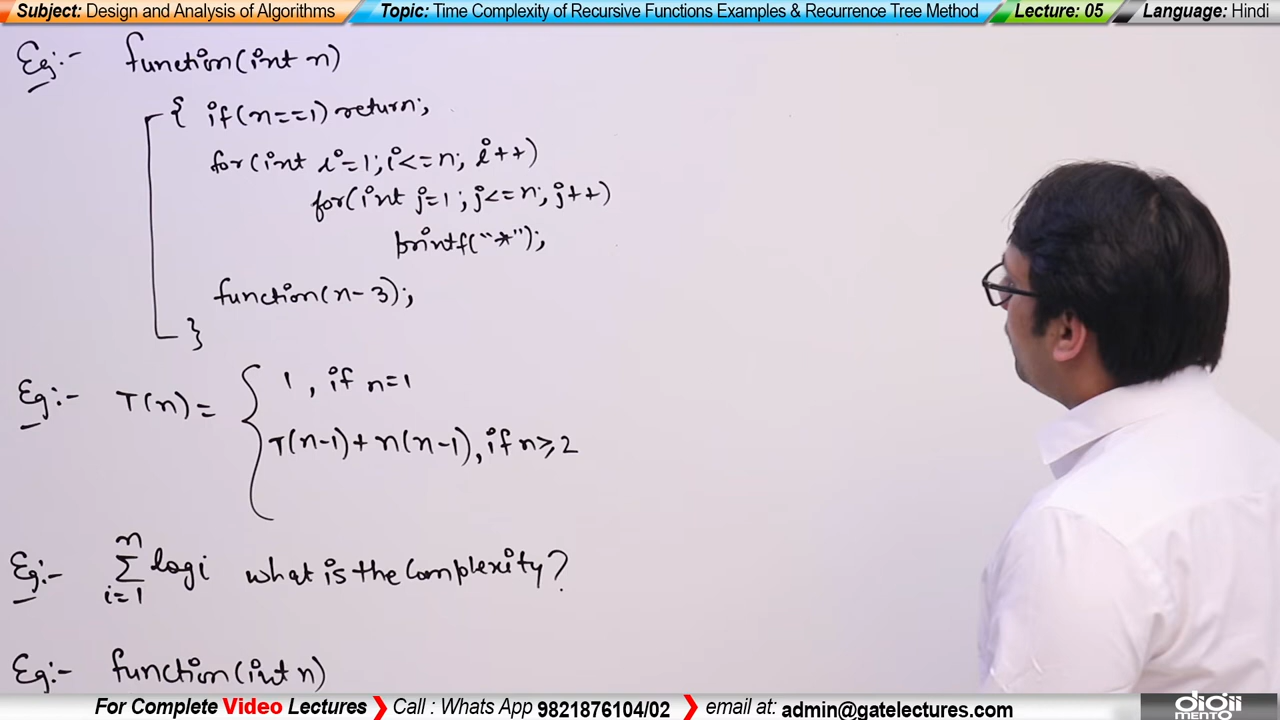 Subject: Design and Analysis of Algorithms Topic: Time Complexity of Recursive Functions Examples & Recurrence Tree Method Lecture: 05 Language: Hindi
Eg:- function(int n)
{ if(n==1) return;
for(int i=1; i<=n; i++)
for(int j=1; j<=n; j++)
printf("*");
function(n-3);
}
Eg:- T(n) = { 1, if n=1
T(n-1) + n(n-1), if n≥2
Eg:- n∑i=1 log i what is the complexity?
Eg:- function(int n)
For Complete Video Lectures Call : Whats App 9821876104/02 email at: admin@gatelectures.com
digii
MENTO